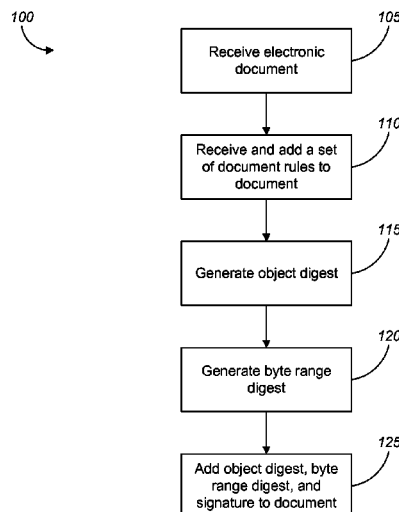 100
105
Receive electronic
document
110
Receive and add a set
of document rules to
document
115
Generate object digest
120
Generate byte range
digest
125
Add object digest, byte
range digest, and
signature to document